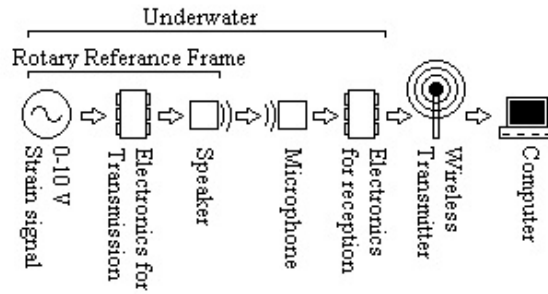 Underwater
Rotary Referance Frame
0-10 V
Strain signal
Electronics for
Transmission
Speaker
Microphone
Electronics
for reception
Wireless
Transmitter
Computer